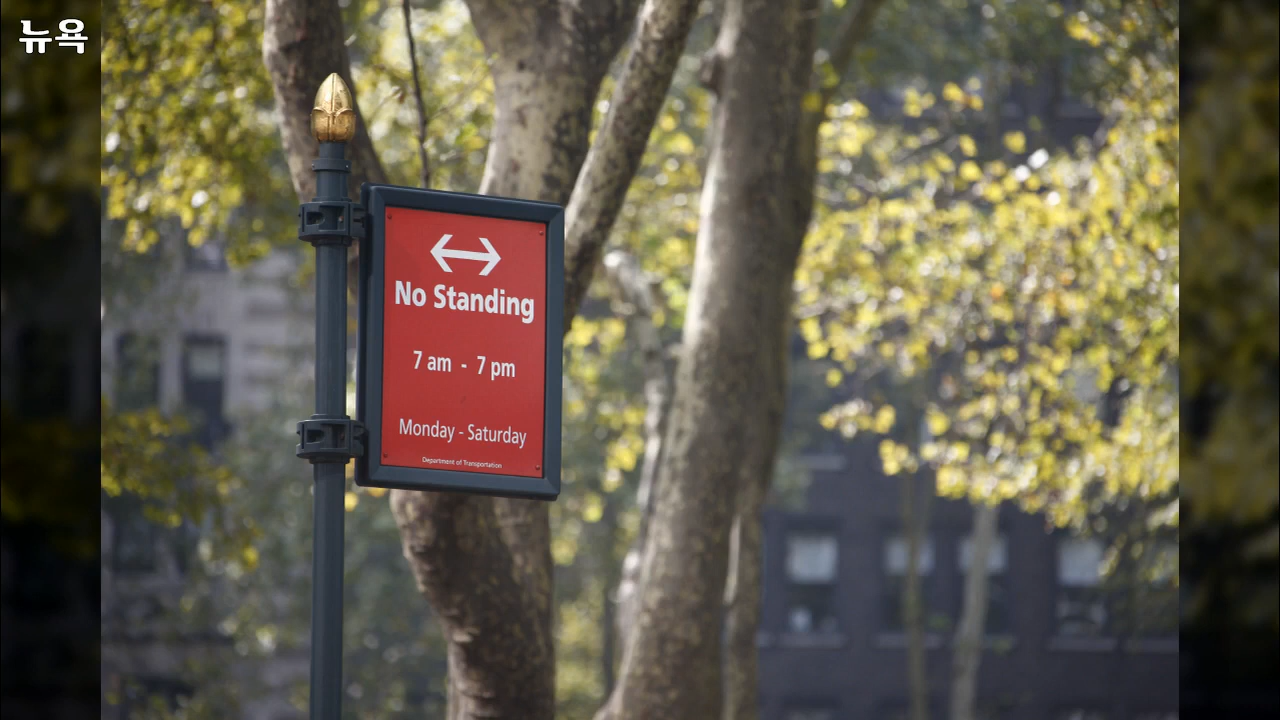 뉴욕
No Standing
7 am - 7 pm
Monday - Saturday
Department of Transportation